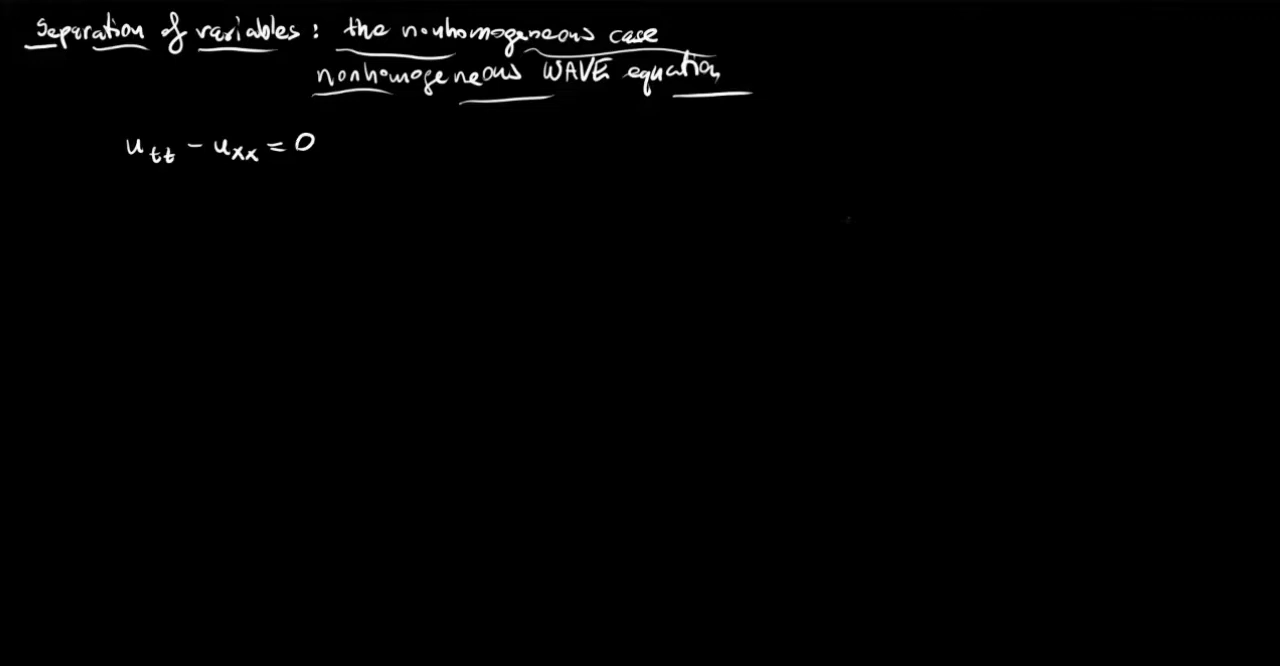 Separation of variables: the nonhomogeneous case
nonhomogeneous WAVE equation
u_tt - u_xx = 0